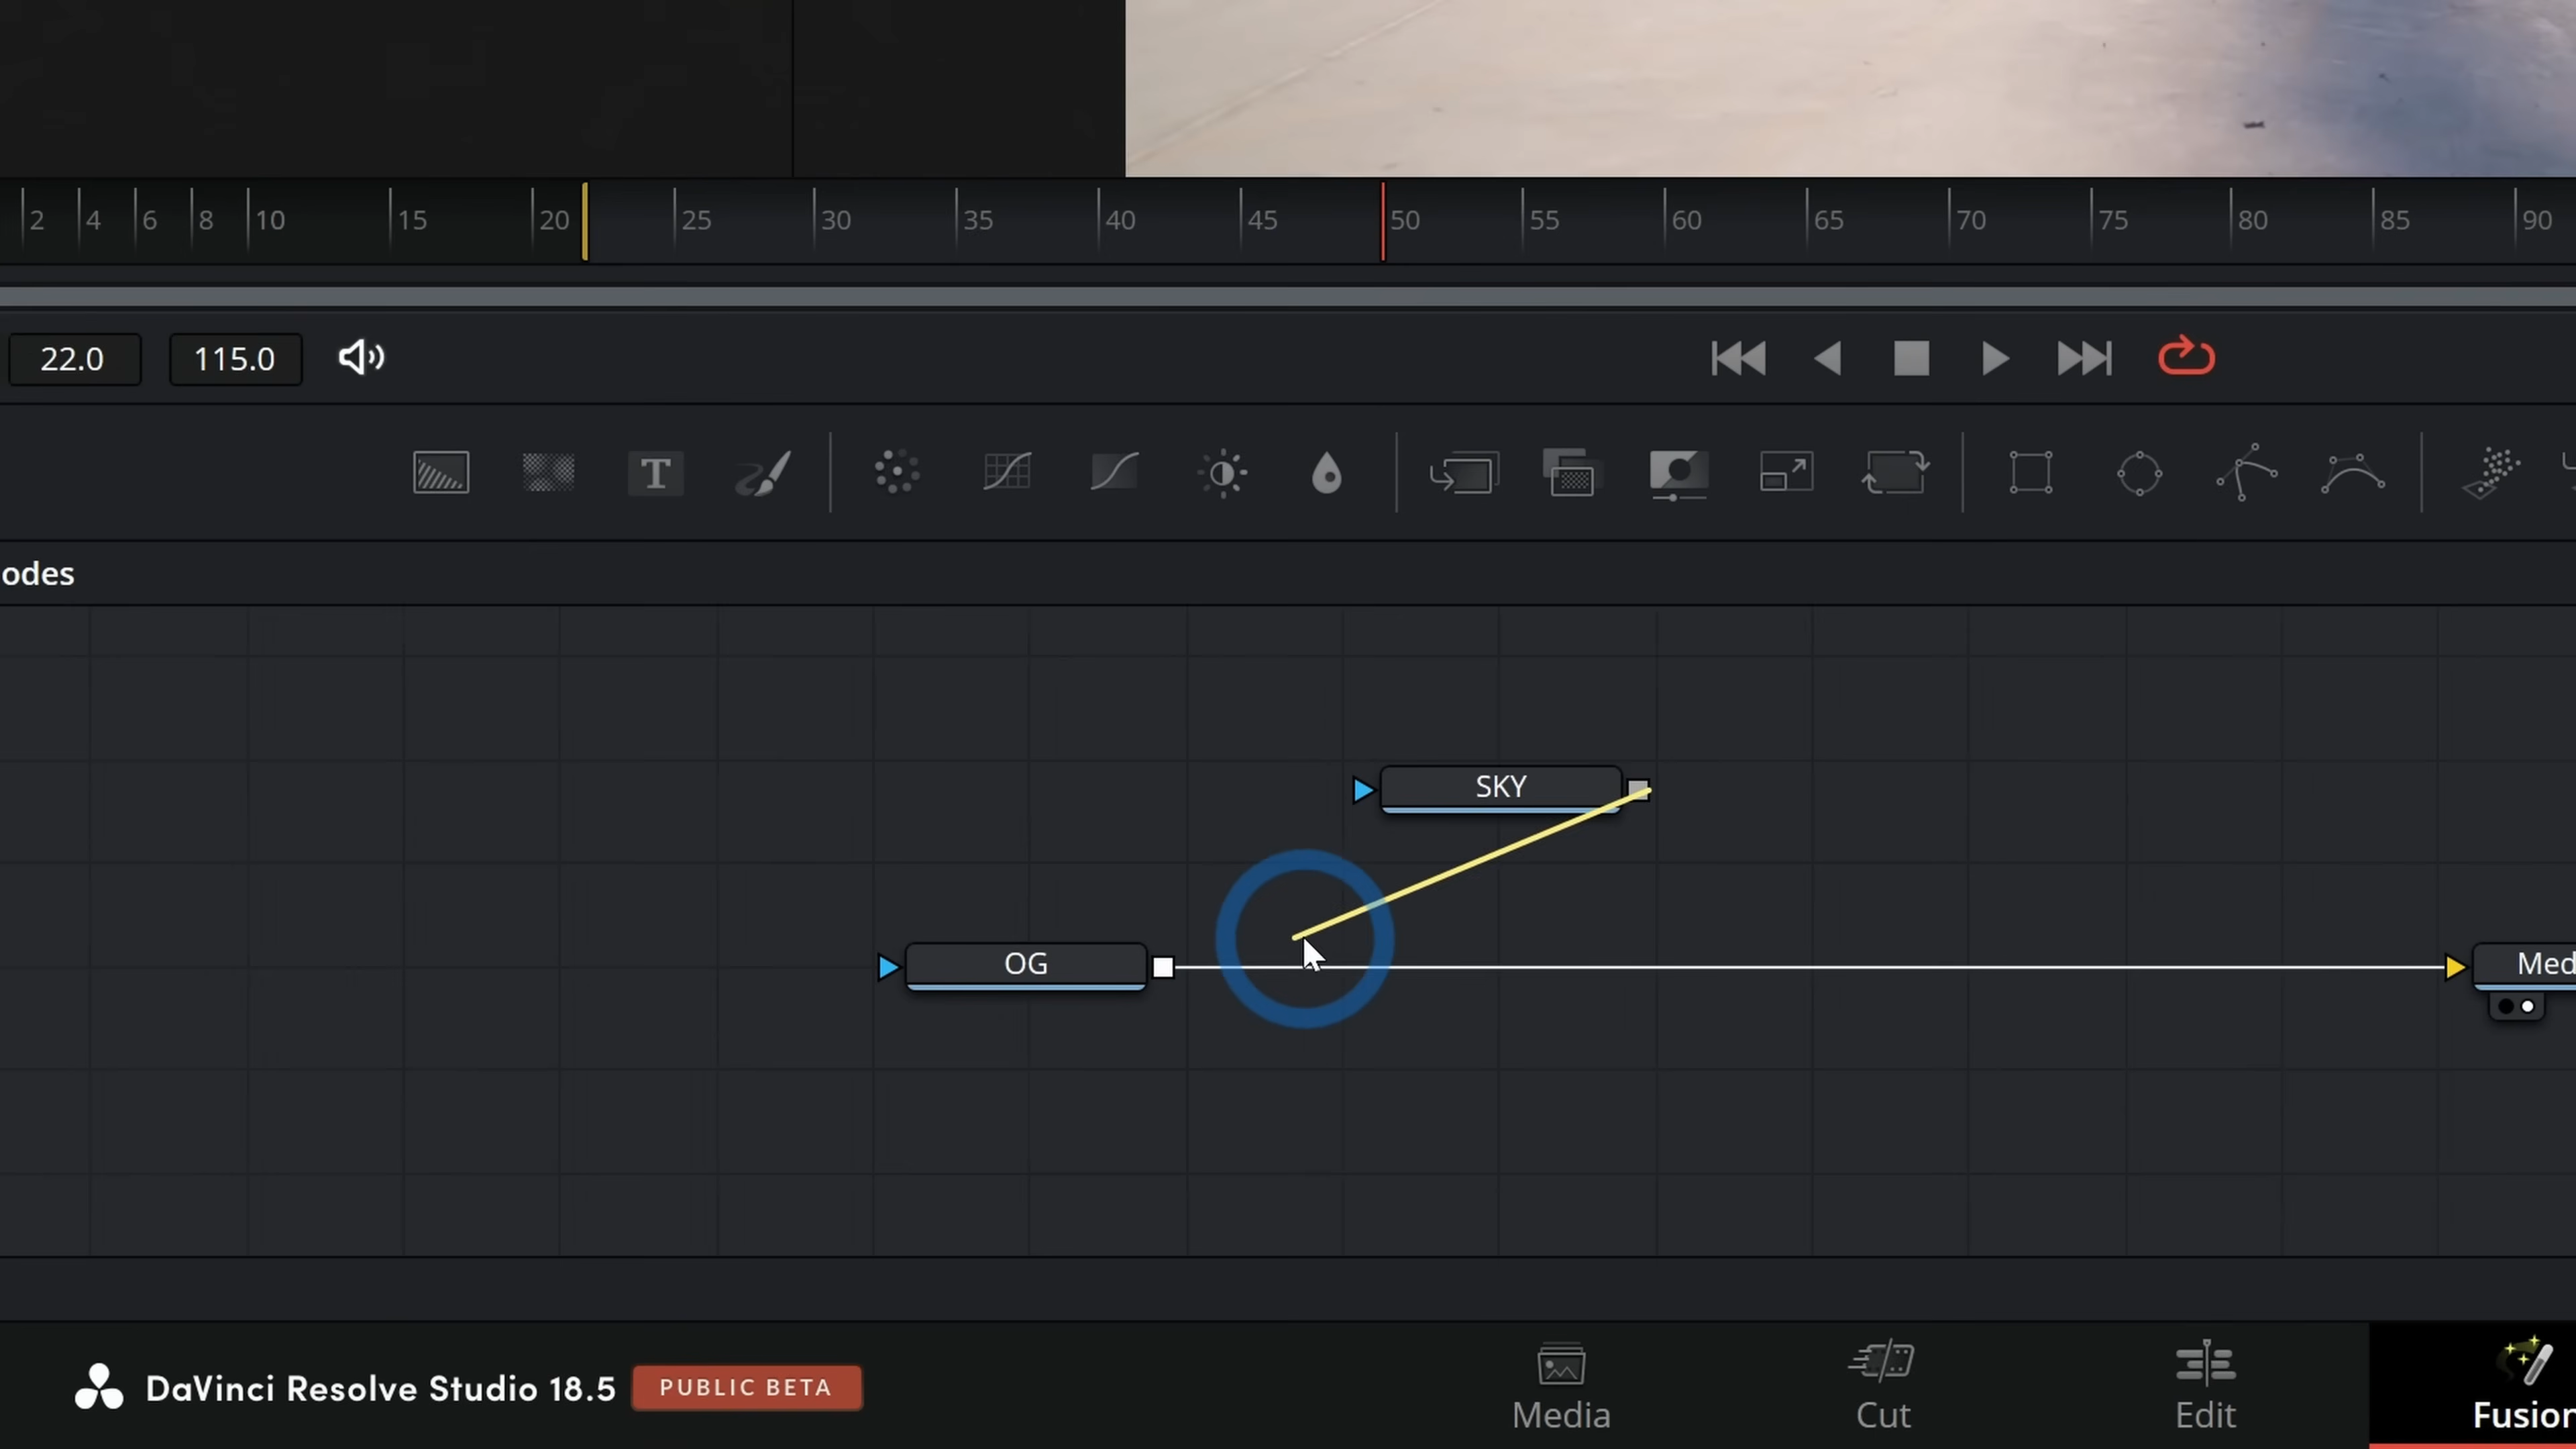 2 4 6 8 10 15 20 25 30 35 40 45 50 55 60 65 70 75 80 85 90
22.0 115.0
T
odes
SKY
OG Med
DaVinci Resolve Studio 18.5 PUBLIC BETA
Media Cut Edit Fusion